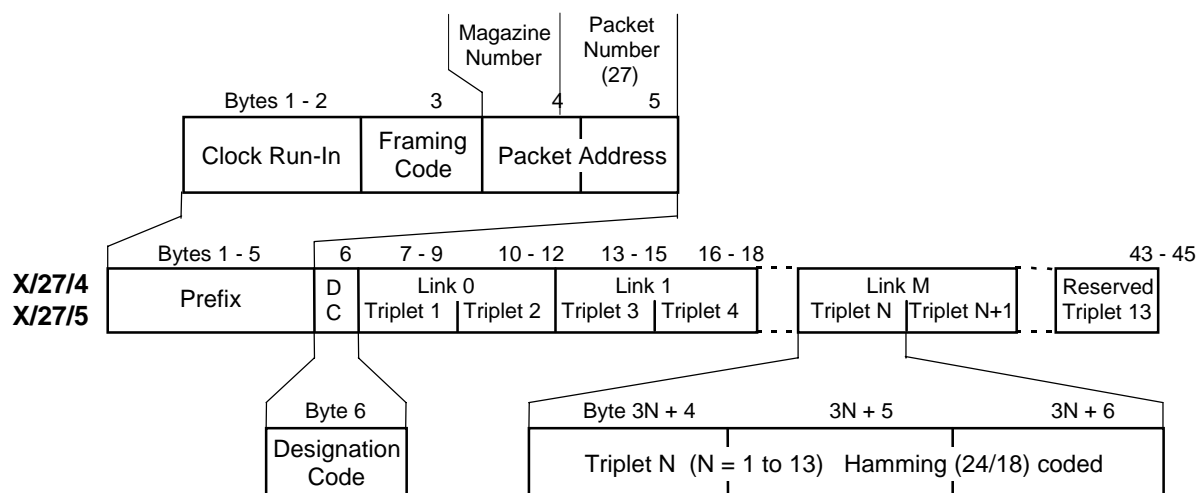 Magazine Number
Packet Number (27)
Bytes 1 - 2 3 4 5
Clock Run-In Framing Code Packet Address
Bytes 1 - 5 6 7 - 9 10 - 12 13 - 15 16 - 18 43 - 45
X/27/4
X/27/5
Prefix
D C
Link 0
Triplet 1 Triplet 2
Link 1
Triplet 3 Triplet 4
Link M
Triplet N Triplet N+1
Reserved
Triplet 13
Byte 6
Designation
Code
Byte 3N + 4 3N + 5 3N + 6
Triplet N (N = 1 to 13) Hamming (24/18) coded